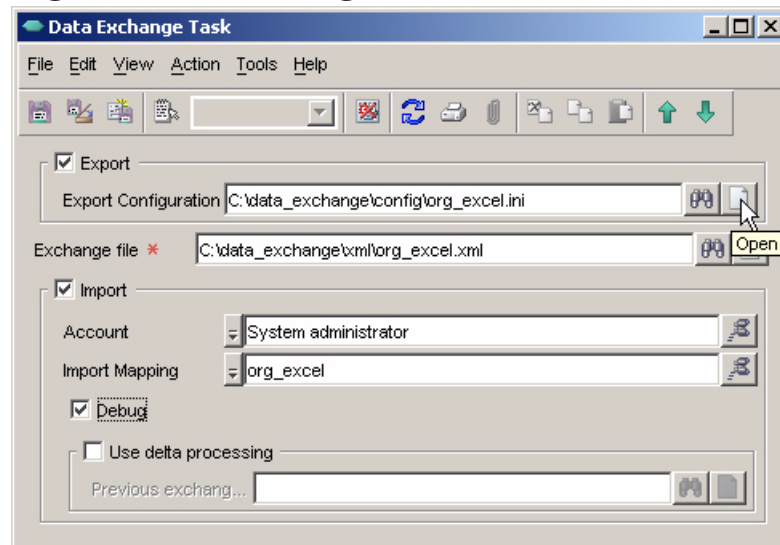 Data Exchange Task
File Edit View Action Tools Help
Export
Export Configuration C:\data_exchange\config\org_excel.ini
Open
Exchange file * C:\data_exchange\xml\org_excel.xml
Import
Account System administrator
Import Mapping org_excel
Debug
Use delta processing
Previous exchang...